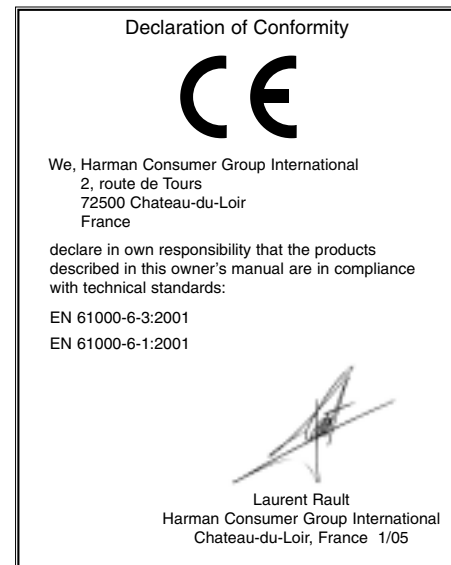 Declaration of Conformity
CE
We, Harman Consumer Group International
2, route de Tours
72500 Chateau-du-Loir
France
declare in own responsibility that the products
described in this owner's manual are in compliance
with technical standards:
EN 61000-6-3:2001
EN 61000-6-1:2001
Laurent Rault
Harman Consumer Group International
Chateau-du-Loir, France 1/05